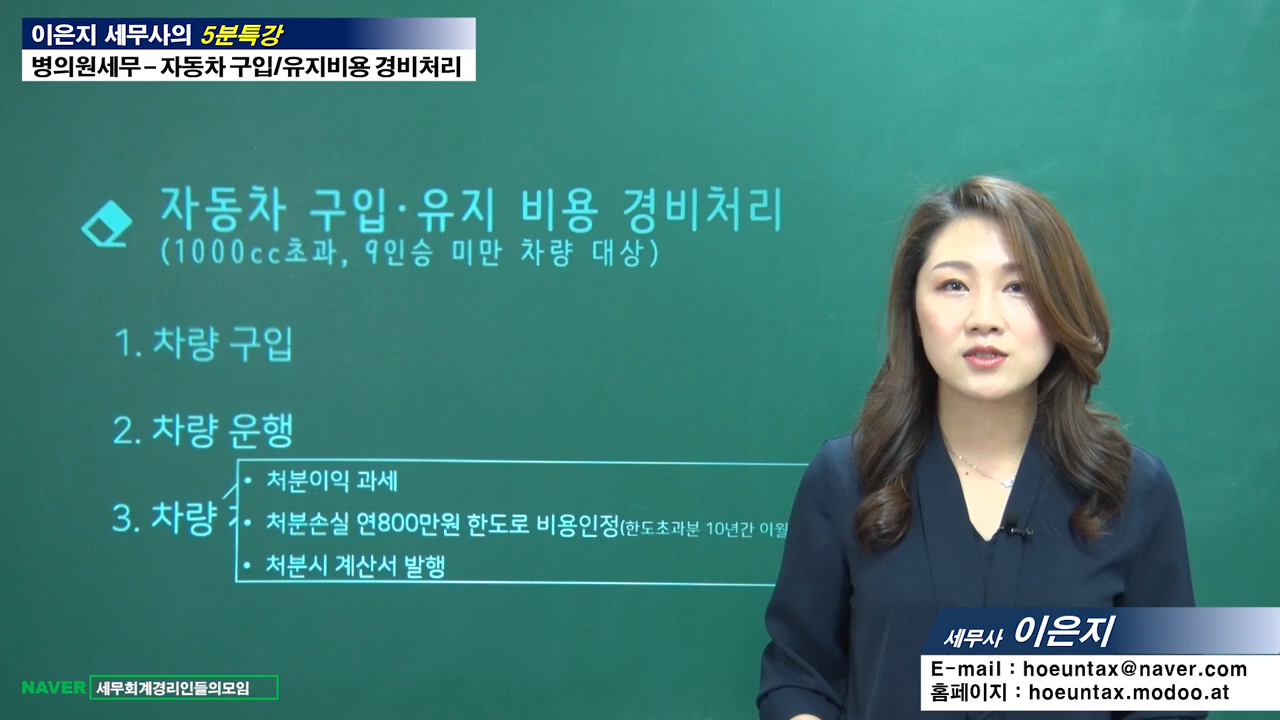 이은지 세무사의 5분특강
병의원세무 – 자동차 구입/유지비용 경비처리
자동차 구입·유지 비용 경비처리
(1000cc초과, 9인승 미만 차량 대상)
1. 차량 구입
2. 차량 운행
3. 차량
• 처분이익 과세
• 처분손실 연800만원 한도로 비용인정(한도초과분 10년간 이월
• 처분시 계산서 발행
세무사 이은지
E-mail : hoeuntax@naver.com
홈페이지 : hoeuntax.modoo.at
NAVER 세무회계경리인들의모임